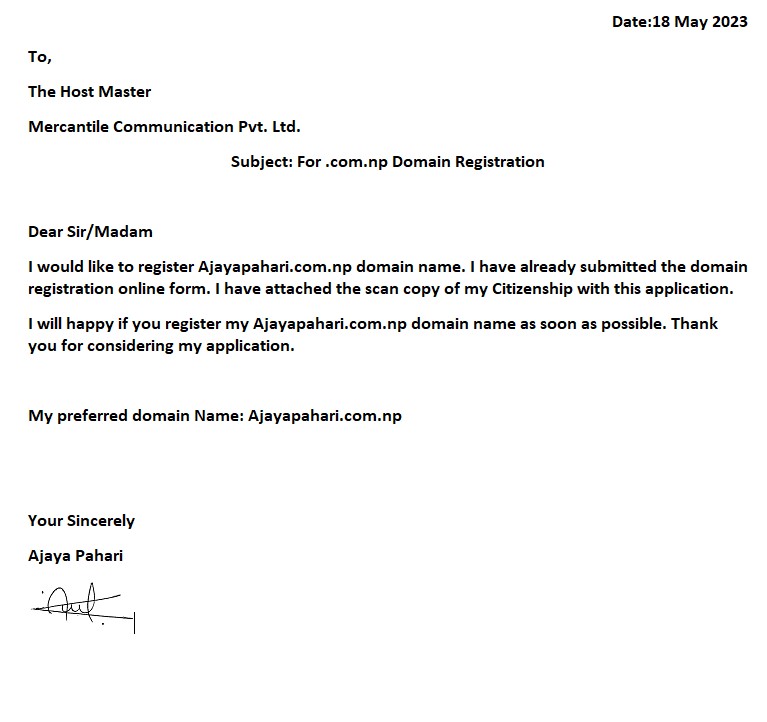 Date:18 May 2023
To,
The Host Master
Mercantile Communication Pvt. Ltd.
Subject: For .com.np Domain Registration
Dear Sir/Madam
I would like to register Ajayapahari.com.np domain name. I have already submitted the domain
registration online form. I have attached the scan copy of my Citizenship with this application.
I will happy if you register my Ajayapahari.com.np domain name as soon as possible. Thank
you for considering my application.
My preferred domain Name: Ajayapahari.com.np
Your Sincerely
Ajaya Pahari